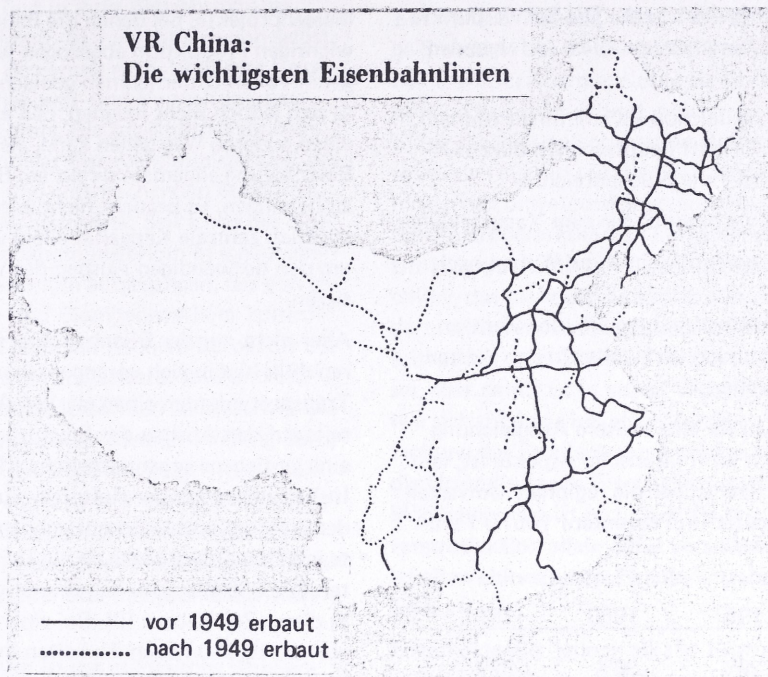 VR China:
Die wichtigsten Eisenbahnlinien
vor 1949 erbaut
nach 1949 erbaut